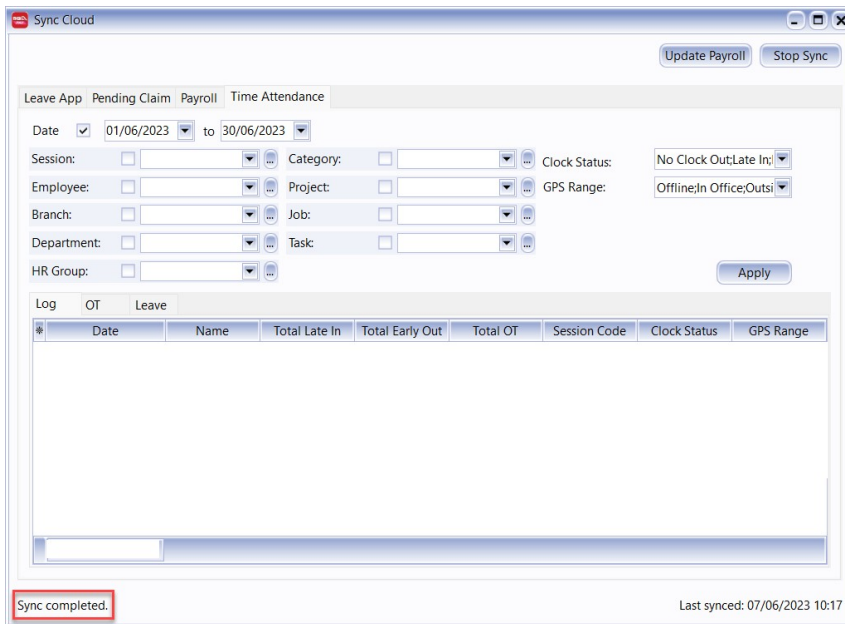 Sync Cloud
Update Payroll Stop Sync
Leave App Pending Claim Payroll Time Attendance
Date 01/06/2023 to 30/06/2023
Session: Category: Clock Status: No Clock Out;Late In;
Employee: Project: GPS Range: Offline;In Office;Outsi
Branch: Job:
Department: Task:
HR Group: Apply
Log OT Leave
Date Name Total Late In Total Early Out Total OT Session Code Clock Status GPS Range
Sync completed. Last synced: 07/06/2023 10:17